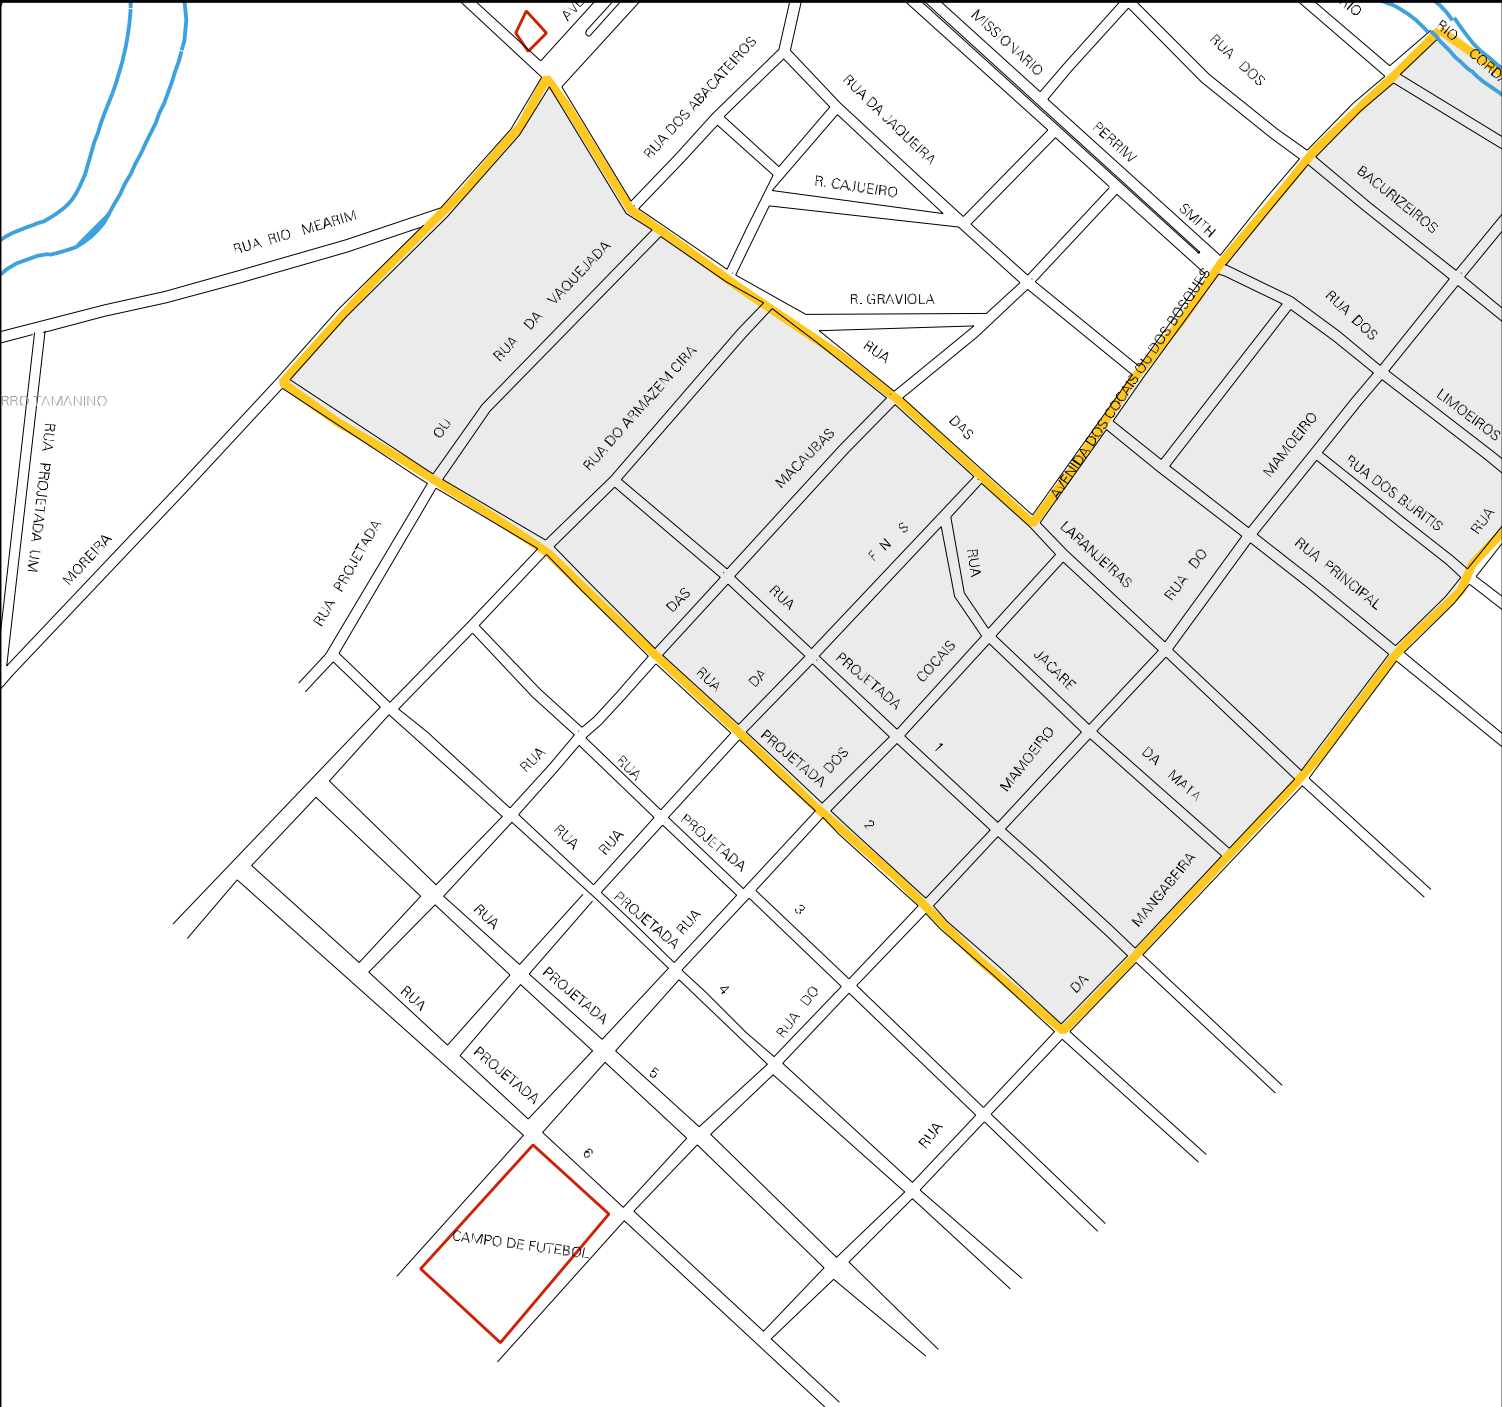 RIO
CORDA
MISSIONARIO
RUA DOS
RUA DOS ABACATEIROS
RUA DA JAQUEIRA
PERRIW
R. CAJUEIRO
BACURIZEIROS
SMITH
RUA RIO MEARIM
RUA DA VAQUEJADA
R. GRAVIOLA
AVENIDA DOS COCAIS OU DOS BOSQUES
RUA DOS
RUA
RUA DO ARMAZEM CIRA
TAMANINO
LIMOEIROS
DAS
OU
MAMOEIRO
MACAUBAS
RUA PROJETADA UM
RUA DOS BURITIS
RUA
MOREIRA
RUA PROJETADA
F N S
RUA
LARANJEIRAS
RUA DO
RUA PRINCIPAL
DAS
RUA
RUA
DA
PROJETADA
COCAIS
JACARE
RUA
RUA
PROJETADA
DOS
1
MAMOEIRO
DA MATA
RUA
RUA
PROJETADA
2
MANGABEIRA
RUA
PROJETADA
RUA
3
DA
RUA
PROJETADA
4
RUA DO
PROJETADA
5
RUA
6
CAMPO DE FUTEBOL